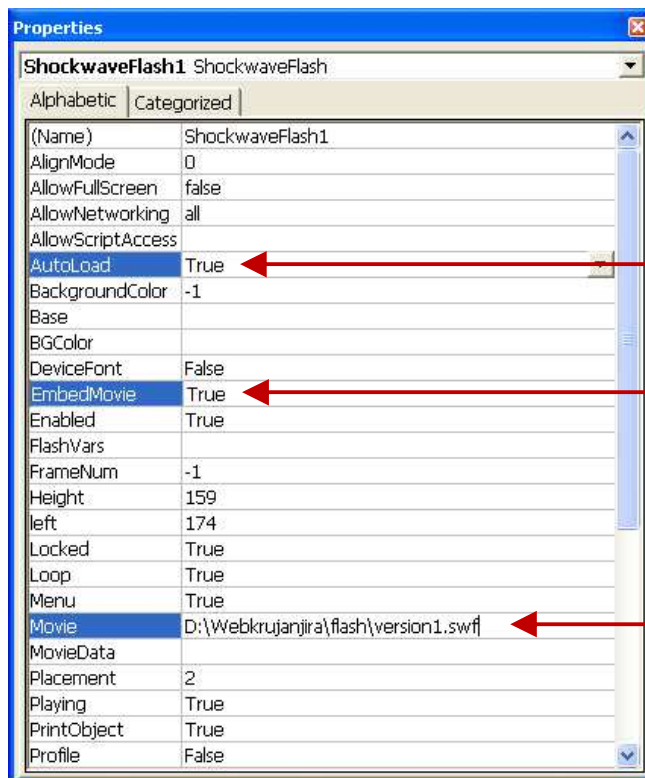 Properties
ShockwaveFlash1 ShockwaveFlash
Alphabetic Categorized
(Name) ShockwaveFlash1
AlignMode 0
AllowFullScreen false
AllowNetworking all
AllowScriptAccess
AutoLoad True
BackgroundColor -1
Base
BGColor
DeviceFont False
EmbedMovie True
Enabled True
FlashVars
FrameNum -1
Height 159
left 174
Locked True
Loop True
Menu True
Movie D:\Webkrujanjira\flash\version1.swf
MovieData
Placement 2
Playing True
PrintObject True
Profile False